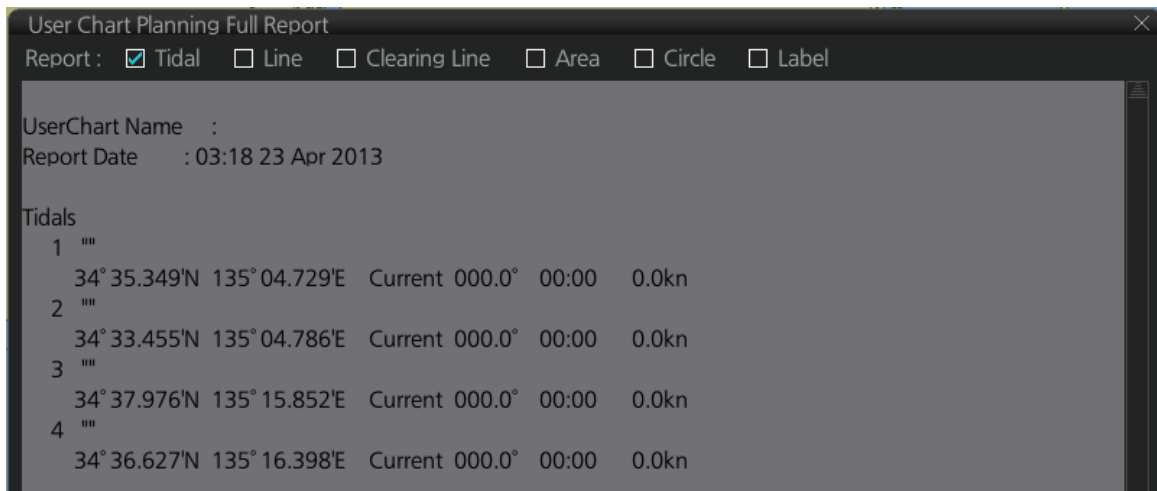 User Chart Planning Full Report
Report : Tidal Line Clearing Line Area Circle Label
UserChart Name :
Report Date : 03:18 23 Apr 2013
Tidals
1 ""
34° 35.349'N 135° 04.729'E Current 000.0° 00:00 0.0kn
2 ""
34° 33.455'N 135° 04.786'E Current 000.0° 00:00 0.0kn
3 ""
34° 37.976'N 135° 15.852'E Current 000.0° 00:00 0.0kn
4 ""
34° 36.627'N 135° 16.398'E Current 000.0° 00:00 0.0kn